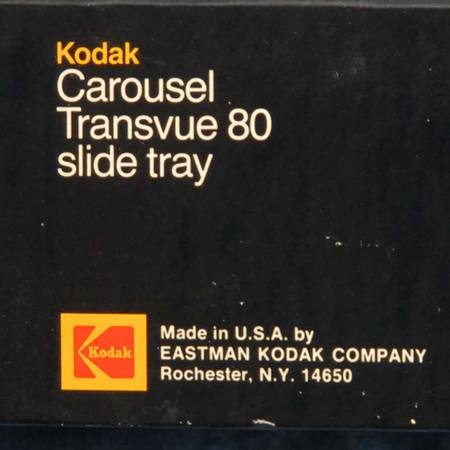 Kodak
Carousel
Transvue 80
slide tray
Kodak
Made in U.S.A. by
EASTMAN KODAK COMPANY
Rochester, N.Y. 14650